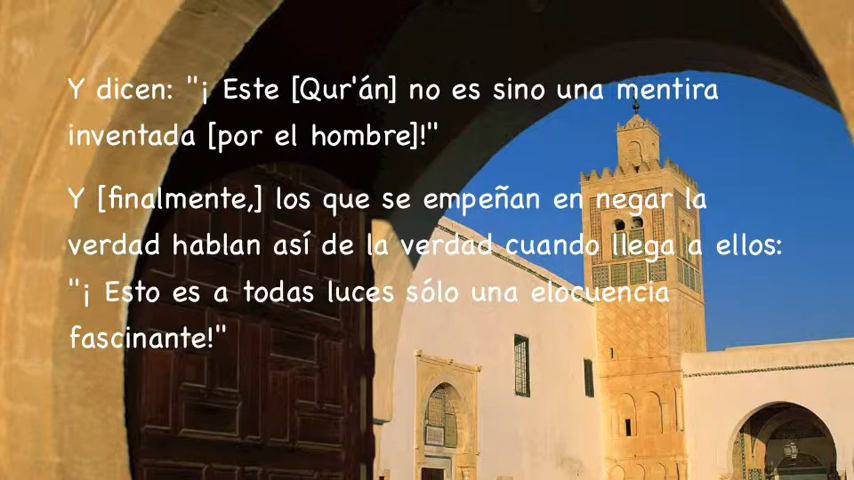 Y dicen: "¡ Este [Qur'án] no es sino una mentira
inventada [por el hombre]!"
Y [finalmente,] los que se empeñan en negar la
verdad hablan así de la verdad cuando llega a ellos:
"¡ Esto es a todas luces sólo una elocuencia
fascinante!"